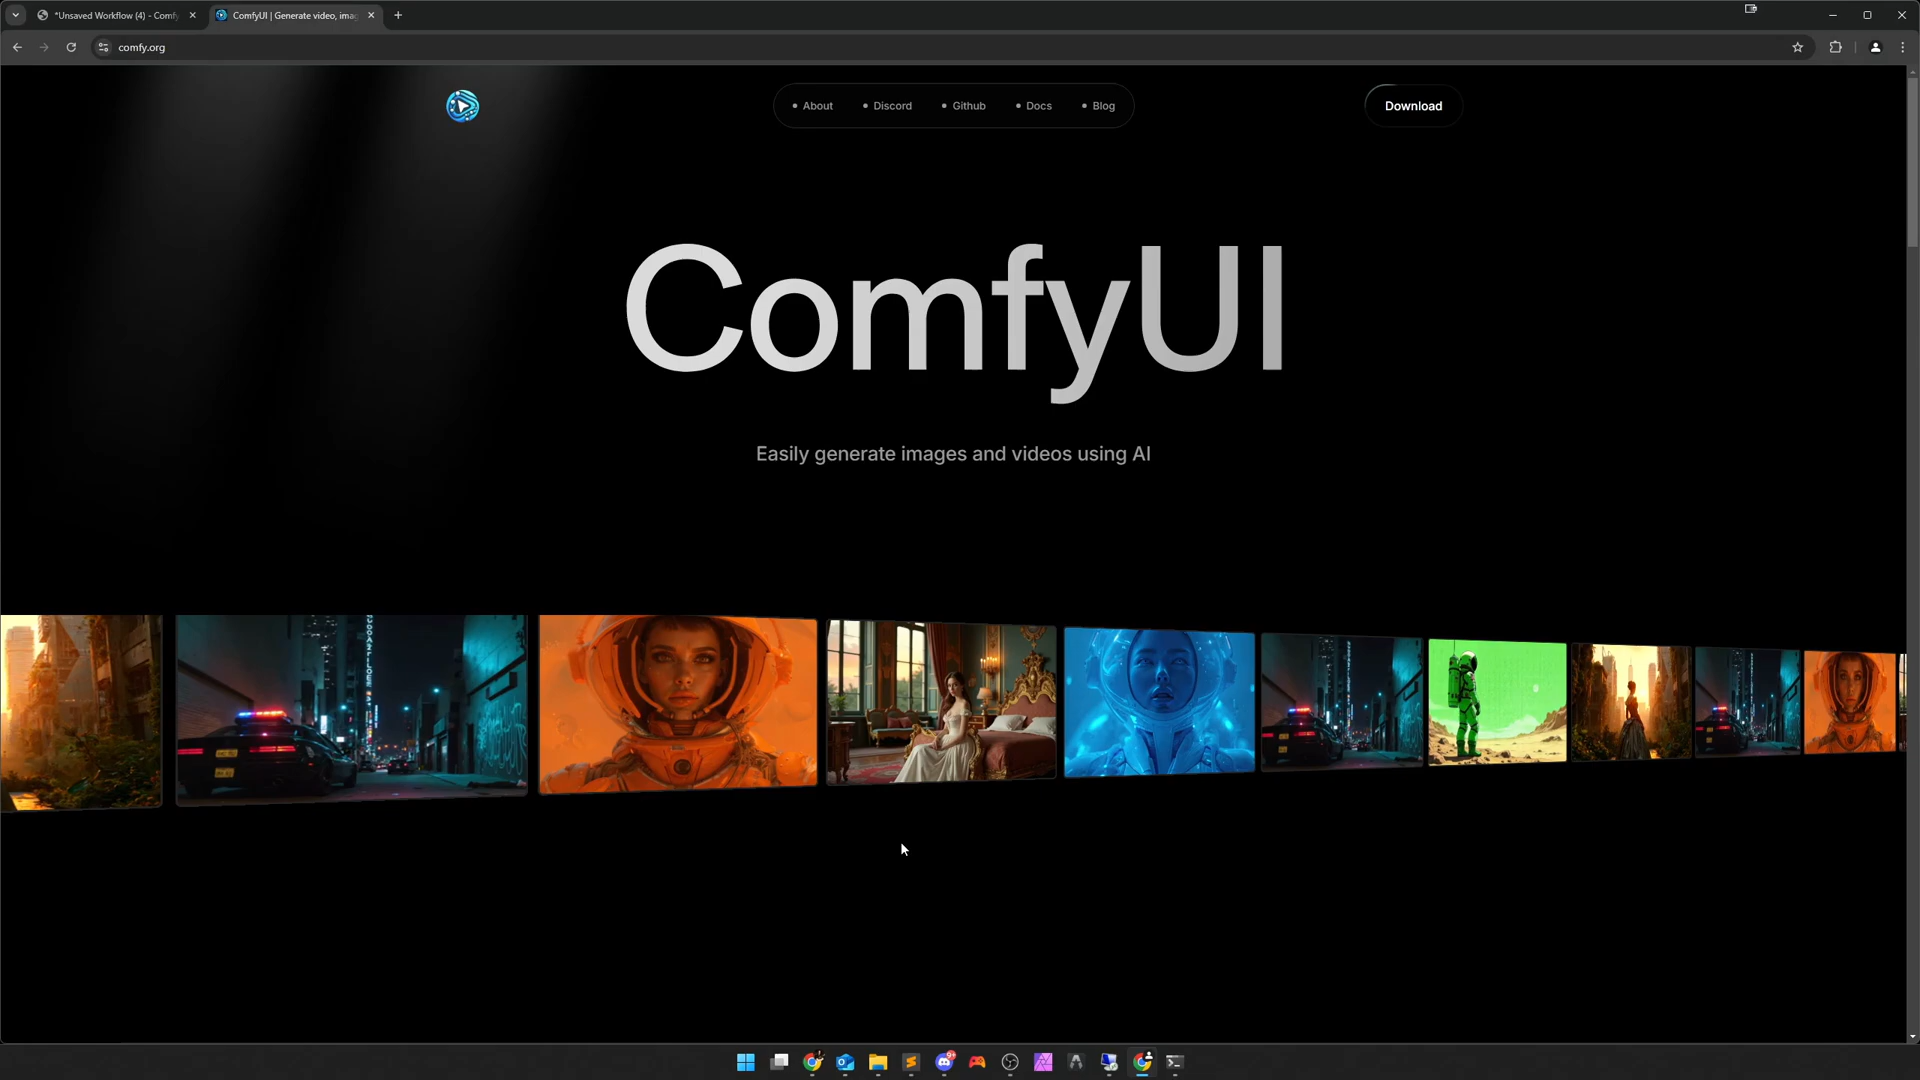 *Unsaved Workflow (4) - Comfy
ComfyUI | Generate video, imag
comfy.org
About
Discord
Github
Docs
Blog
Download
ComfyUI
Easily generate images and videos using AI
9+